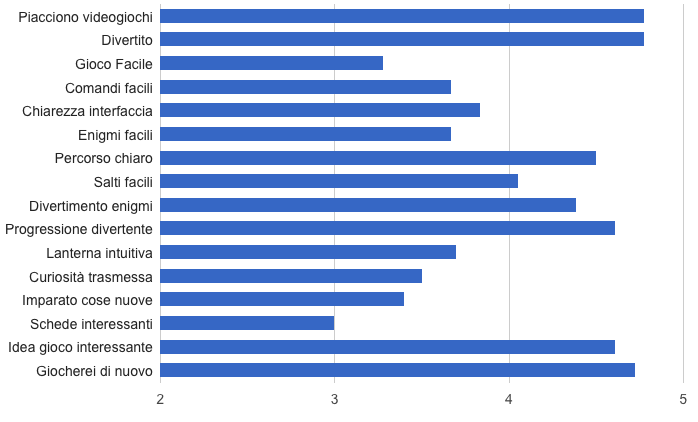 Piacciono videogiochi
Divertito
Gioco Facile
Comandi facili
Chiarezza interfaccia
Enigmi facili
Percorso chiaro
Salti facili
Divertimento enigmi
Progressione divertente
Lanterna intuitiva
Curiosità trasmessa
Imparato cose nuove
Schede interessanti
Idea gioco interessante
Giocherei di nuovo
2 3 4 5